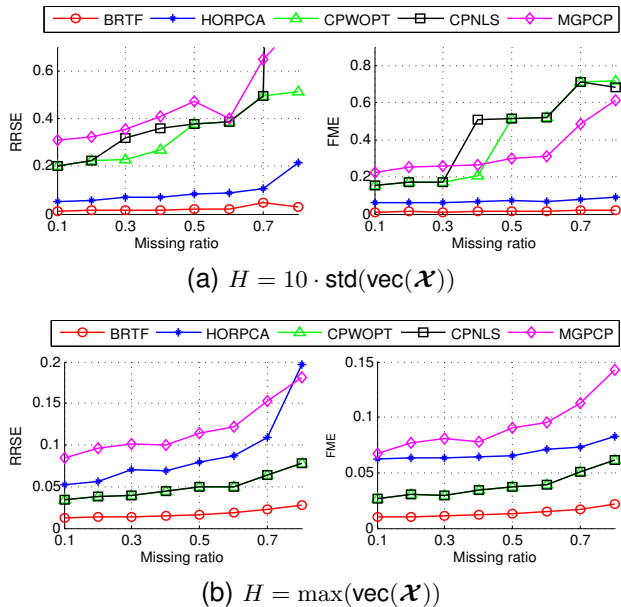 BRTF HORPCA CPWOPT CPNLS MGPCP
RRSE
0.6
0.4
0.2
0
0.1 0.3 0.5 0.7
Missing ratio
FME
0.8
0.6
0.4
0.2
0
0.1 0.3 0.5 0.7
Missing ratio
(a) H = 10 · std(vec(𝓧))
BRTF HORPCA CPWOPT CPNLS MGPCP
RRSE
0.2
0.15
0.1
0.05
0
0.1 0.3 0.5 0.7
Missing ratio
FME
0.15
0.1
0.05
0
0.1 0.3 0.5 0.7
Missing ratio
(b) H = max(vec(𝓧))